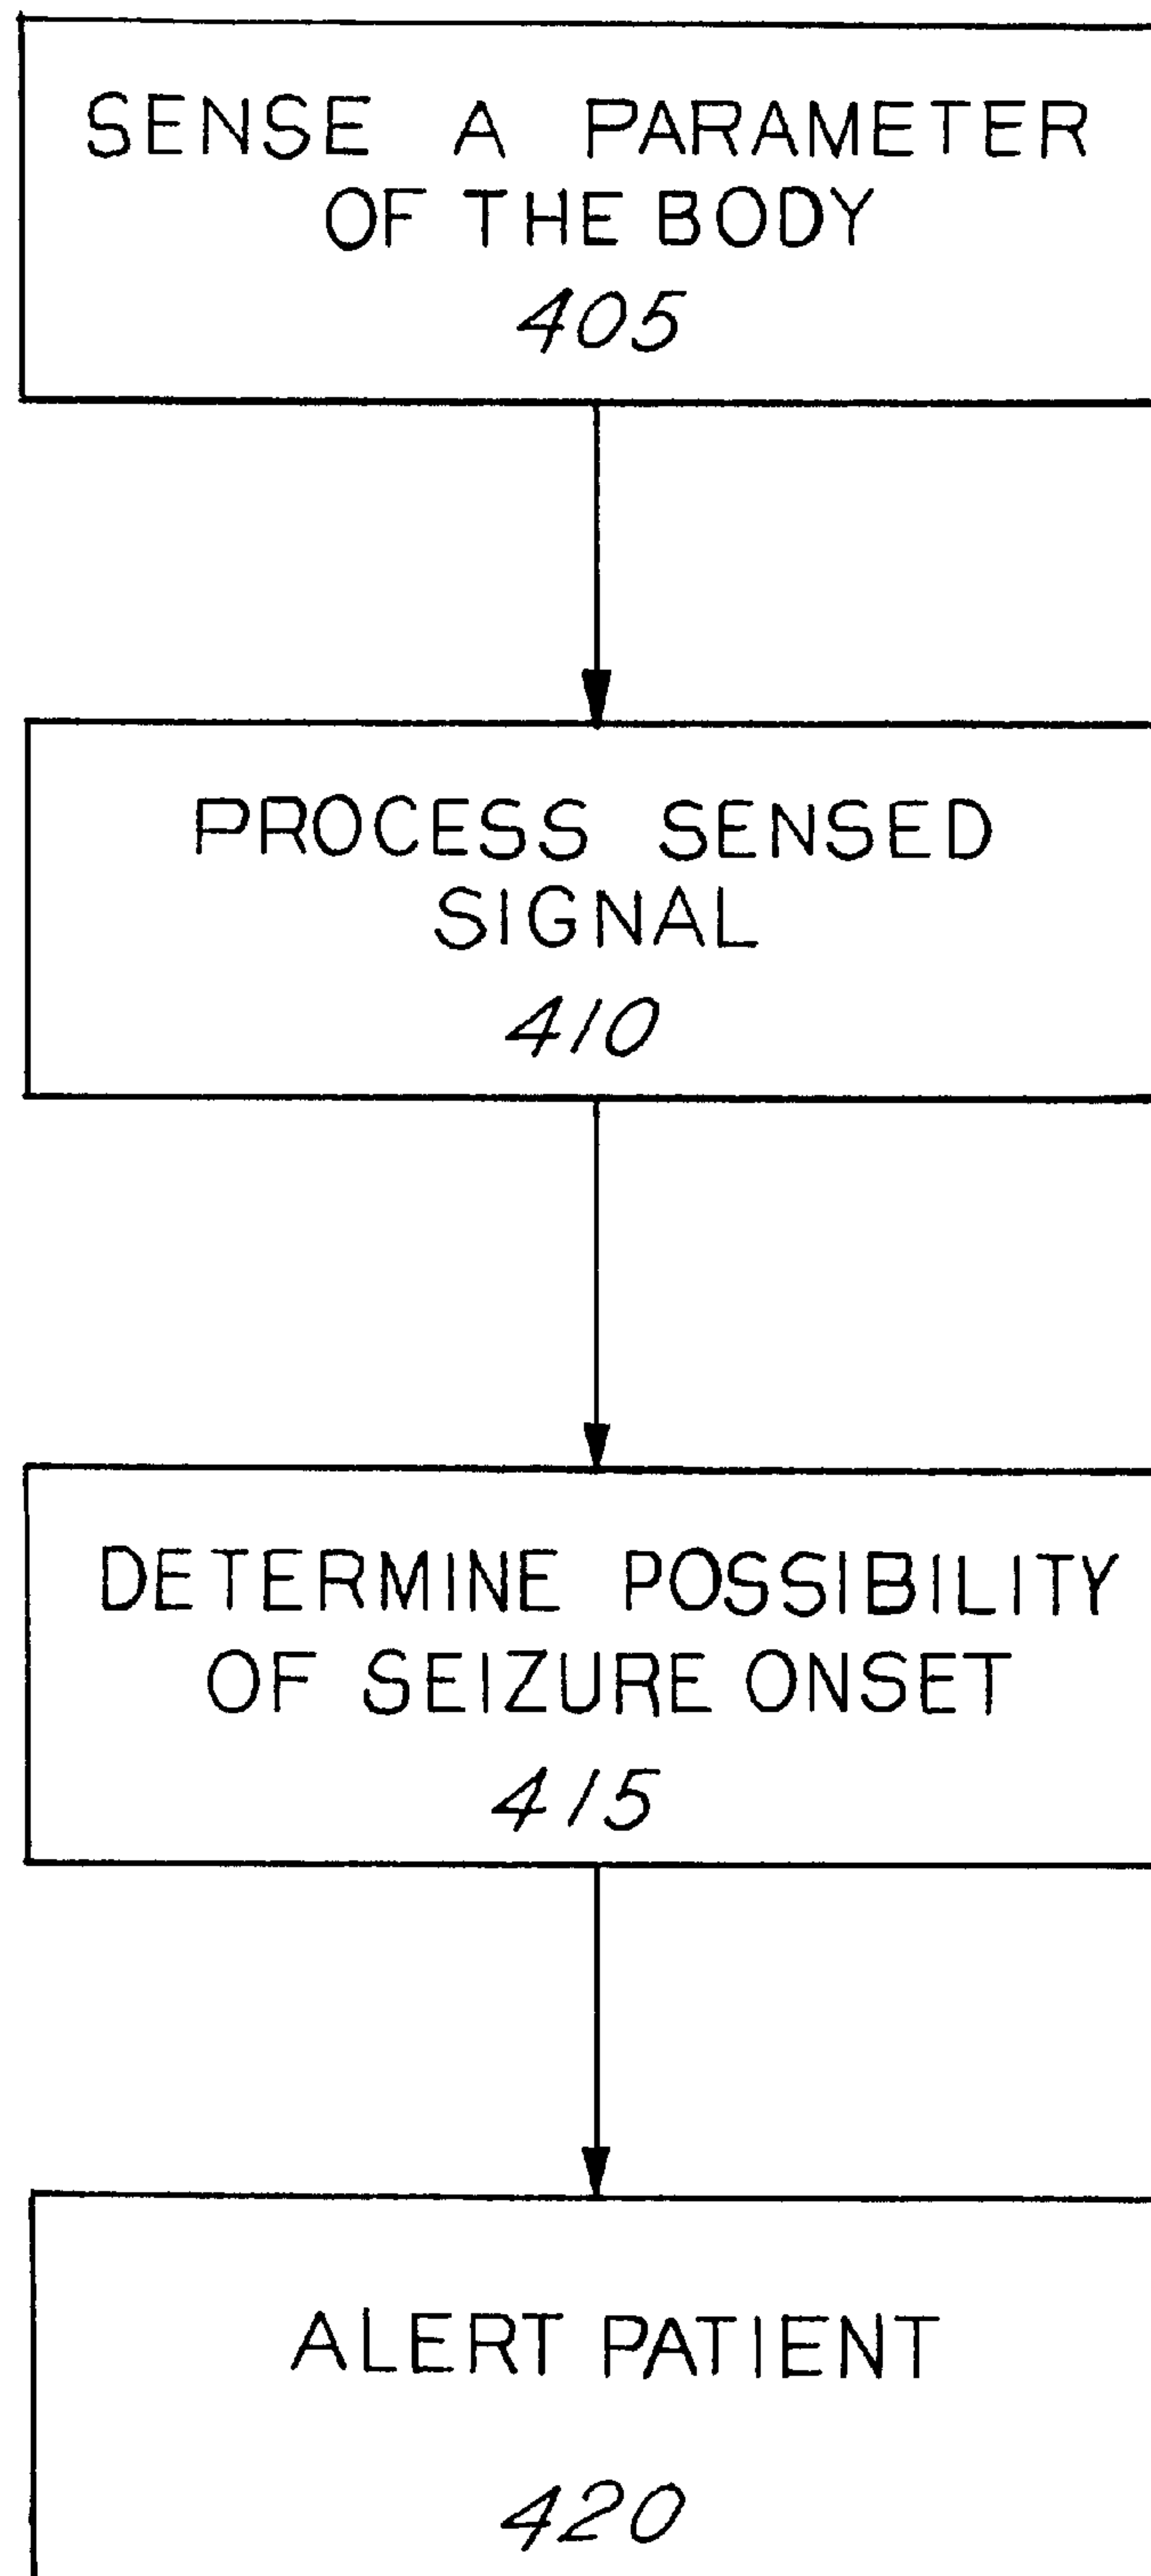 SENSE A PARAMETER
OF THE BODY
405
PROCESS SENSED
SIGNAL
410
DETERMINE POSSIBILITY
OF SEIZURE ONSET
415
ALERT PATIENT
420